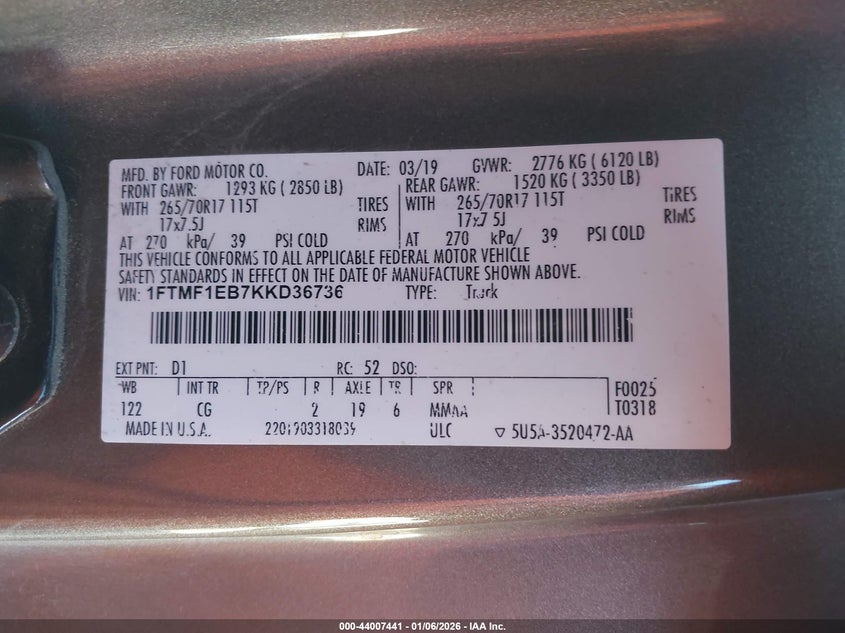 MFD. BY FORD MOTOR CO. DATE: 03/19 GVWR: 2776 KG ( 6120 LB)
FRONT GAWR: 1293 KG ( 2850 LB) REAR GAWR: 1520 KG ( 3350 LB)
WITH 265/70R17 115T TIRES WITH 265/70R17 115T TIRES
17x7.5J RIMS 17x7.5J RIMS
AT 270 kPa/ 39 PSI COLD AT 270 kPa/ 39 PSI COLD
THIS VEHICLE CONFORMS TO ALL APPLICABLE FEDERAL MOTOR VEHICLE
SAFETY STANDARDS IN EFFECT ON THE DATE OF MANUFACTURE SHOWN ABOVE.
VIN: 1FTMF1EB7KKD36736 TYPE: Truck
EXT PNT: D1 RC: 52 DSO:
WB INT TR TP/PS R AXLE TR SPR F0025
122 CG 2 19 6 MMAA T0318
MADE IN U.S.A. 2201903318039 ULC ▽ 5U5A-3520472-AA
000-44007441 - 01/06/2026 - IAA Inc.